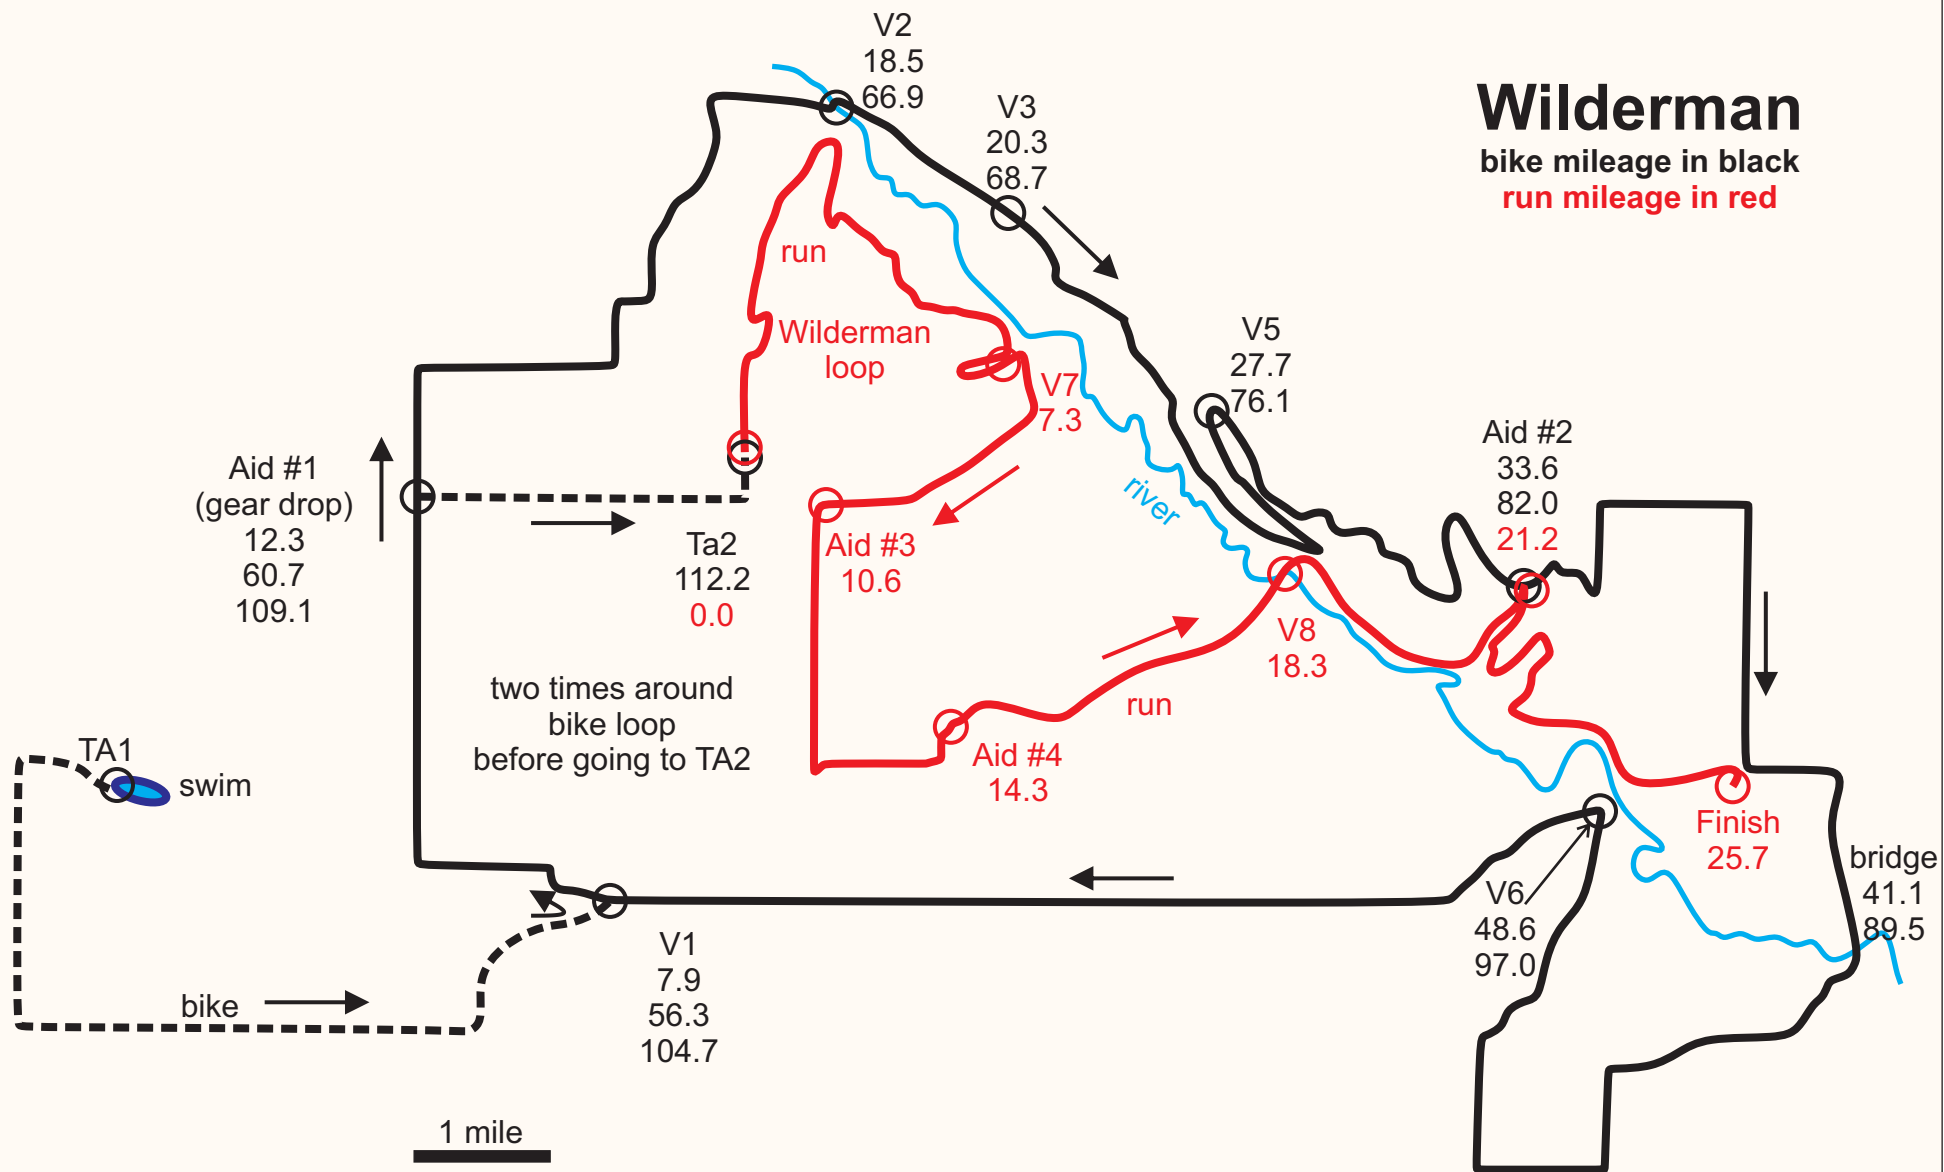 V2
18.5
66.9
V3
20.3
68.7
Wilderman
bike mileage in black
run mileage in red
run
Wilderman
loop
V5
27.7
76.1
V7
7.3
Aid #1
(gear drop)
12.3
60.7
109.1
Aid #2
33.6
82.0
21.2
river
Ta2
112.2
0.0
Aid #3
10.6
V8
18.3
two times around
bike loop
before going to TA2
run
Aid #4
14.3
TA1
swim
Finish
25.7
bridge
41.1
89.5
V6
48.6
97.0
V1
7.9
56.3
104.7
bike
1 mile